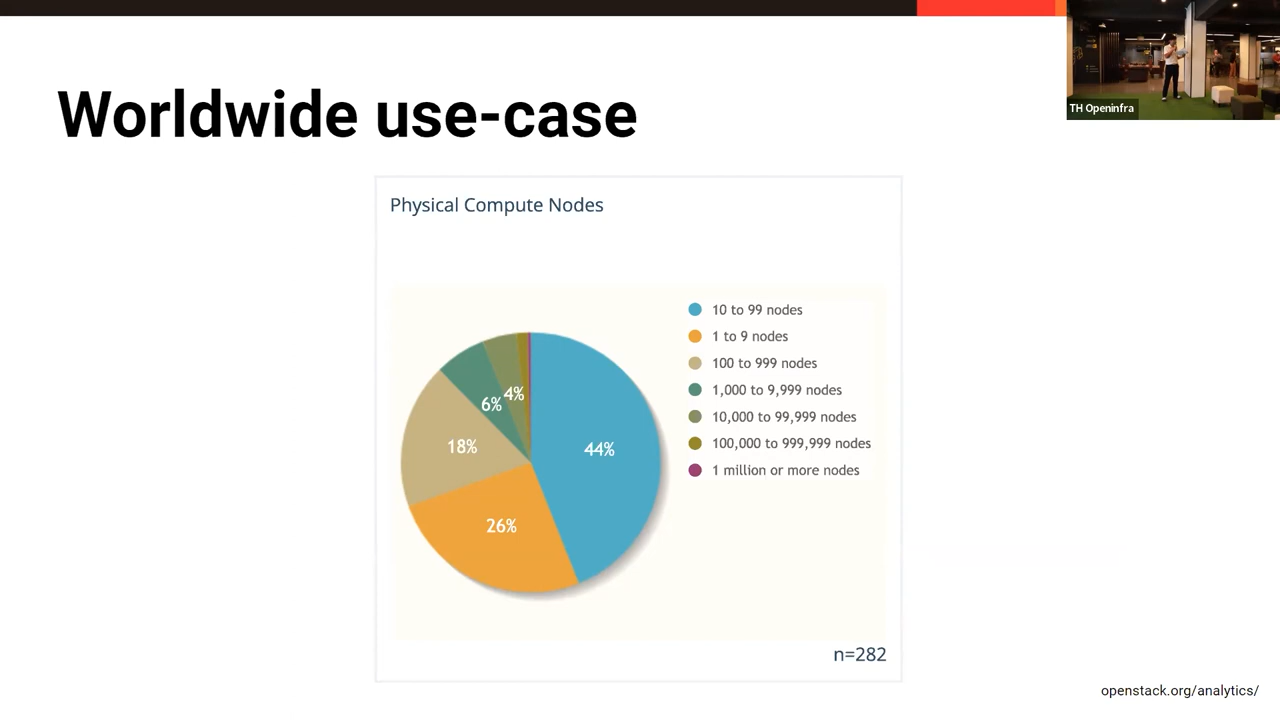 Worldwide use-case
TH Openinfra
Physical Compute Nodes
10 to 99 nodes
1 to 9 nodes
100 to 999 nodes
1,000 to 9,999 nodes
10,000 to 99,999 nodes
100,000 to 999,999 nodes
1 million or more nodes
4%
6%
18%
44%
26%
n=282
openstack.org/analytics/